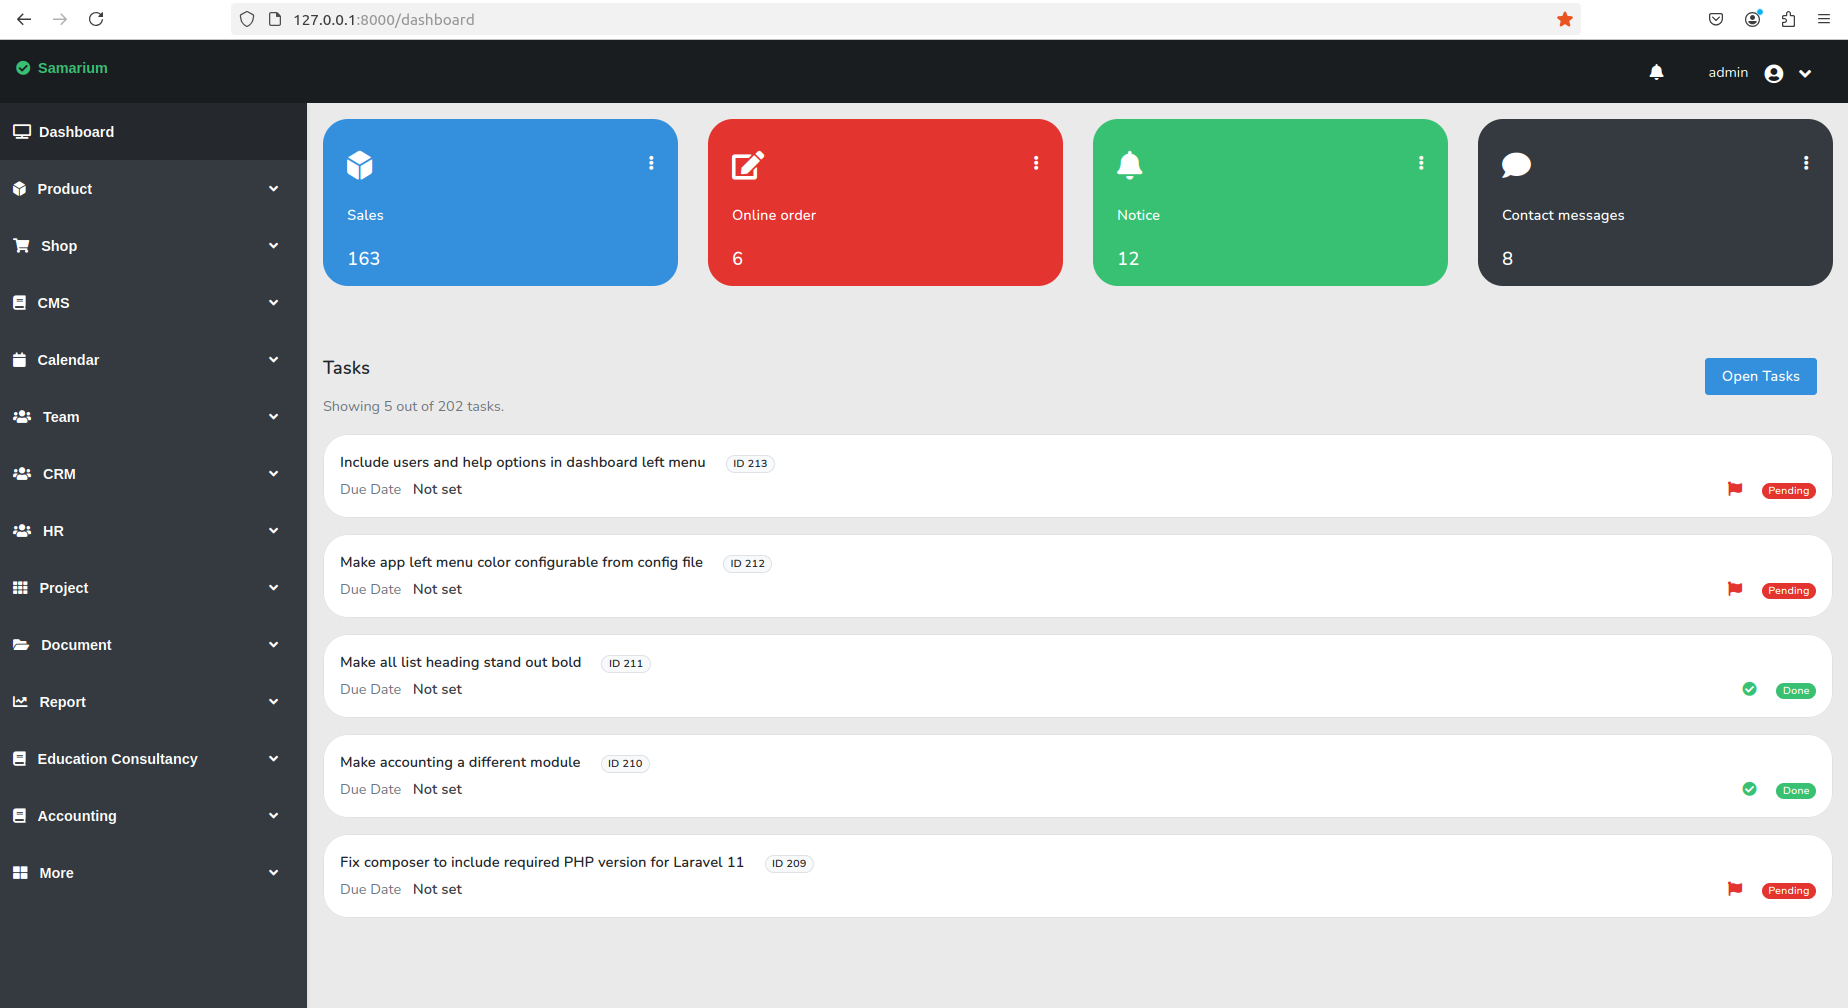 127.0.0.1:8000/dashboard
Samarium
admin
Dashboard
Product
Shop
CMS
Calendar
Team
CRM
HR
Project
Document
Report
Education Consultancy
Accounting
More
Sales
163
Online order
6
Notice
12
Contact messages
8
Tasks
Open Tasks
Showing 5 out of 202 tasks.
Include users and help options in dashboard left menu ID 213
Due Date Not set
Pending
Make app left menu color configurable from config file ID 212
Due Date Not set
Pending
Make all list heading stand out bold ID 211
Due Date Not set
Done
Make accounting a different module ID 210
Due Date Not set
Done
Fix composer to include required PHP version for Laravel 11 ID 209
Due Date Not set
Pending